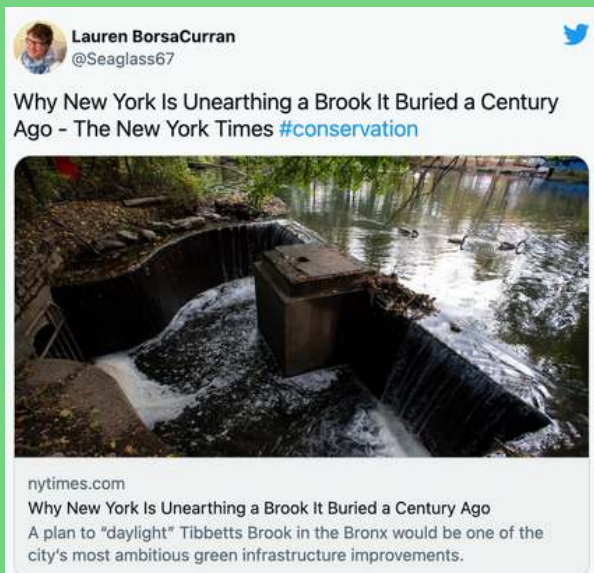 Lauren BorsaCurran
@Seaglass67
Why New York Is Unearthing a Brook It Buried a Century
Ago - The New York Times #conservation
nytimes.com
Why New York Is Unearthing a Brook It Buried a Century Ago
A plan to “daylight” Tibbetts Brook in the Bronx would be one of the
city's most ambitious green infrastructure improvements.